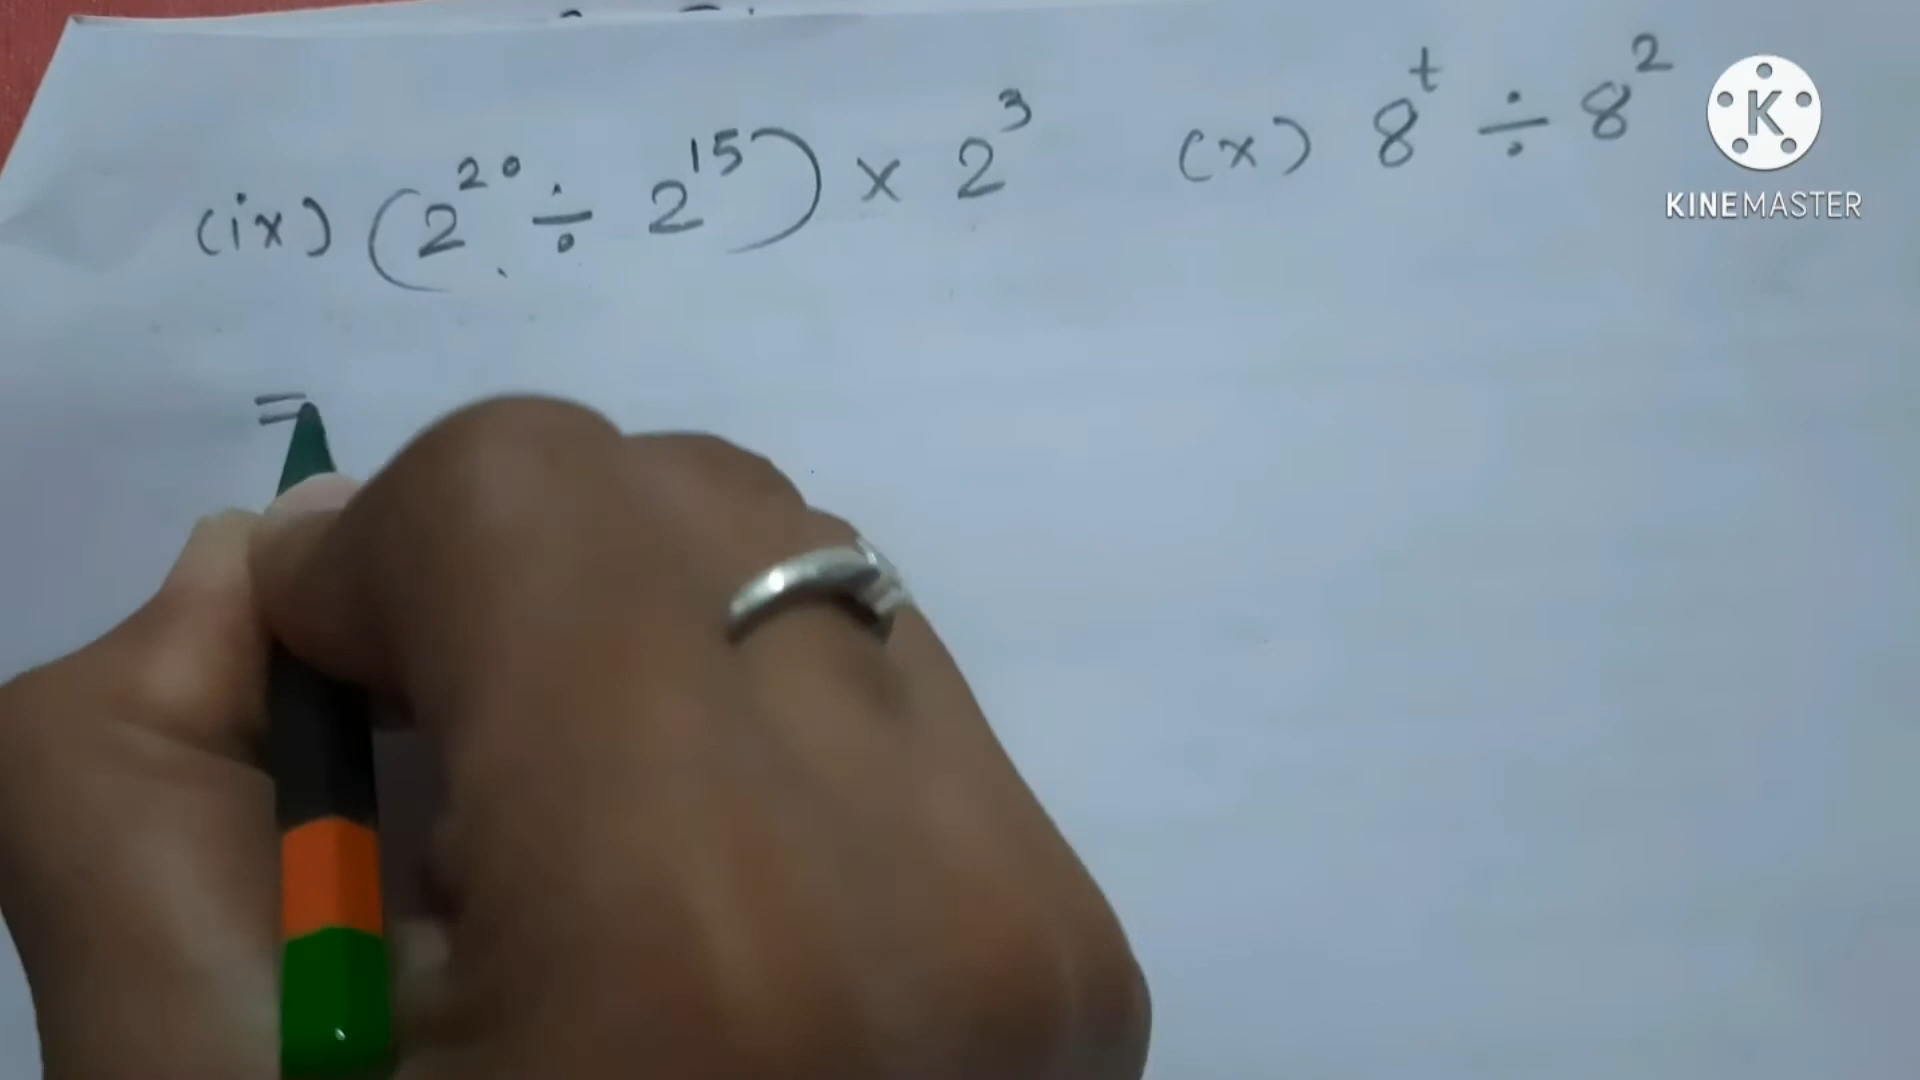 (ix) (2²⁰ ÷ 2¹⁵) × 2³ (x) 8ᵗ ÷ 8²
=
K
KINEMASTER